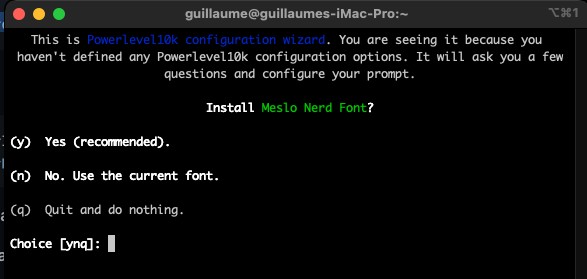 guillaume@guillaumes-iMac-Pro:~
⌥⌘1
This is Powerlevel10k configuration wizard. You are seeing it because you
haven't defined any Powerlevel10k configuration options. It will ask you a few
questions and configure your prompt.
Install Meslo Nerd Font?
(y) Yes (recommended).
(n) No. Use the current font.
(q) Quit and do nothing.
Choice [ynq]: